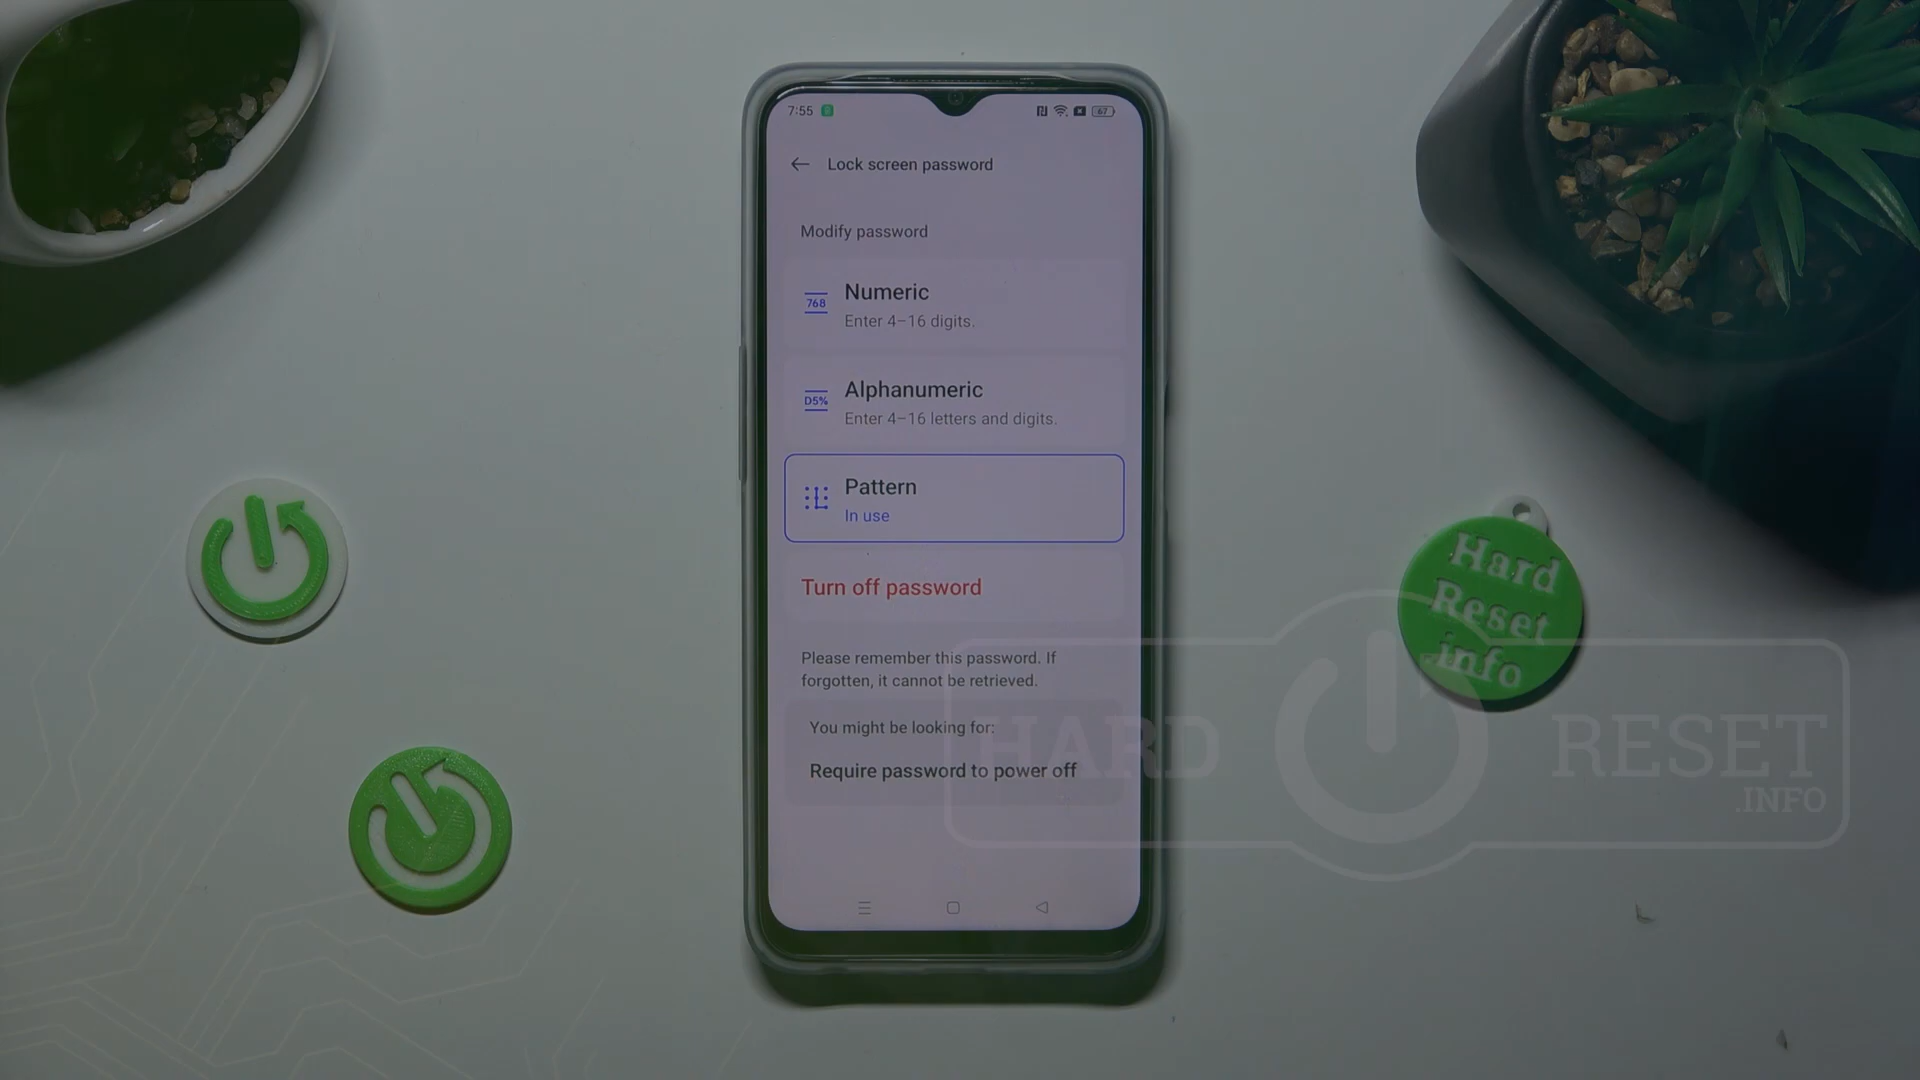 7:55
67
Lock screen password
Modify password
768
Numeric
Enter 4–16 digits.
D5%
Alphanumeric
Enter 4–16 letters and digits.
Pattern
In use
Turn off password
Please remember this password. If
forgotten, it cannot be retrieved.
You might be looking for:
Require password to power off
Hard
Reset
info
HARD RESET
.INFO